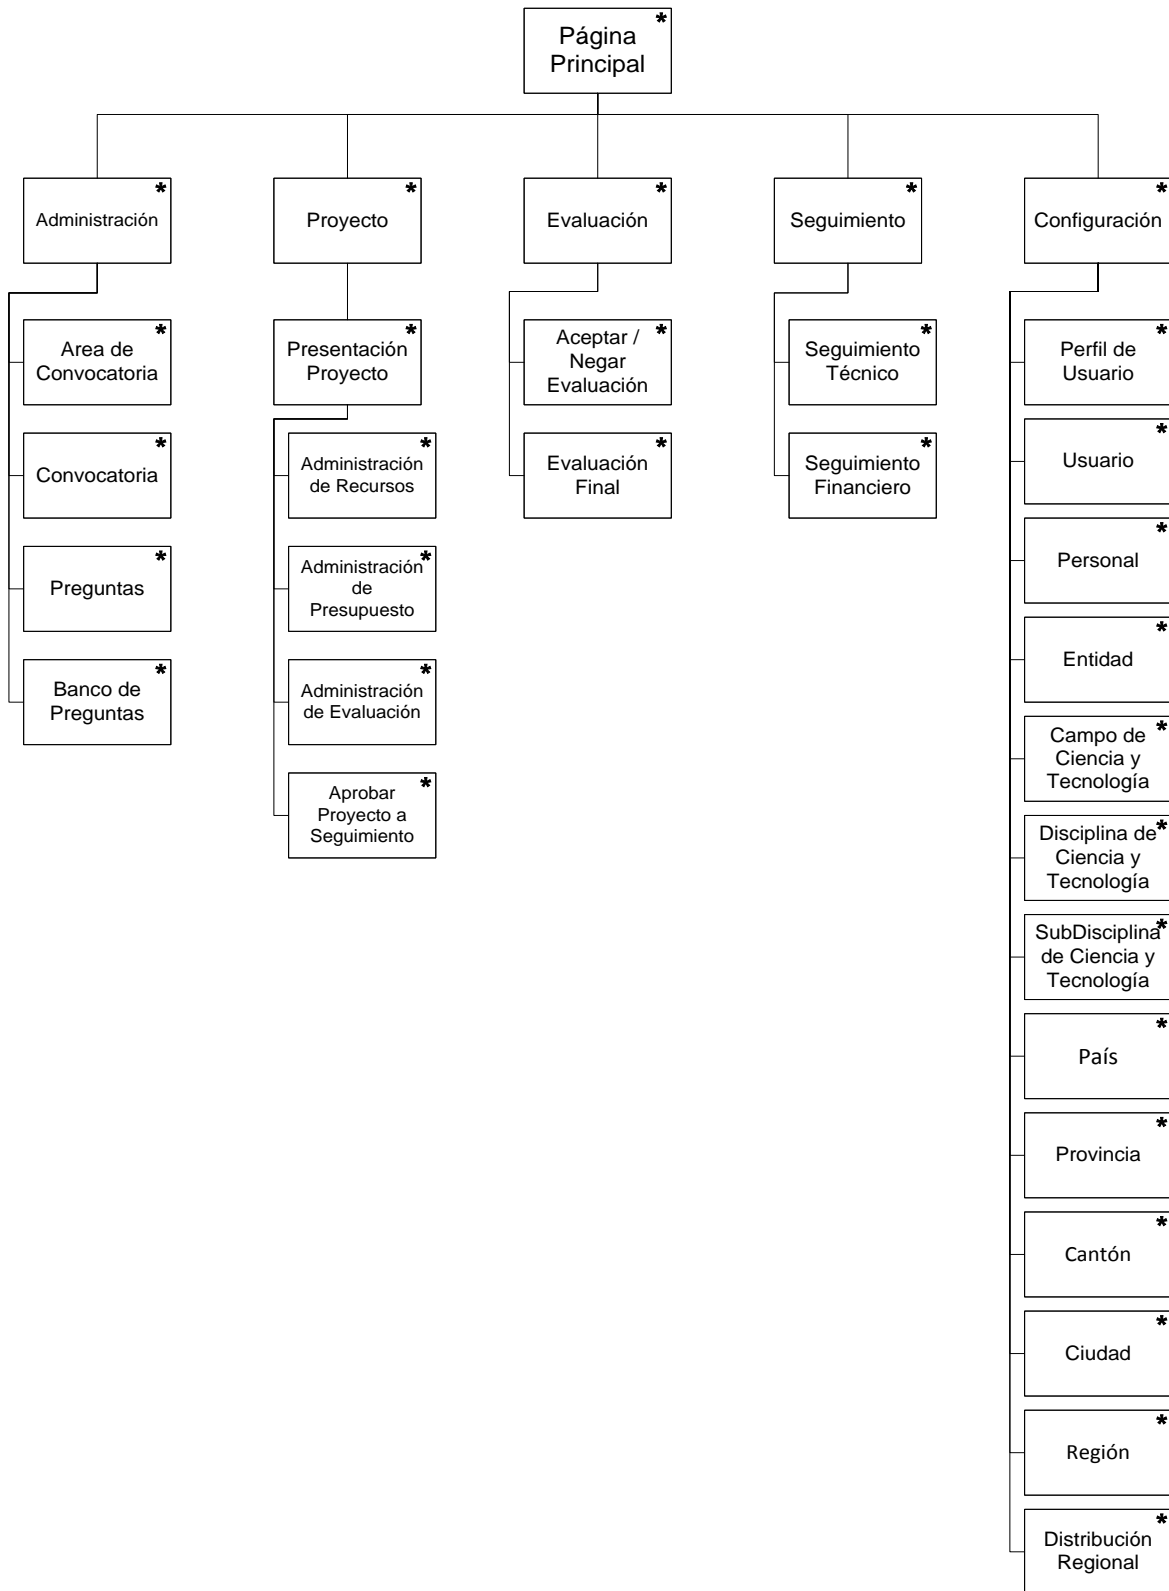 Página
Principal
Administración
Proyecto
Evaluación
Seguimiento
Configuración
Area de
Convocatoria
Convocatoria
Preguntas
Banco de
Preguntas
Presentación
Proyecto
Administración
de Recursos
Administración
de
Presupuesto
Administración
de Evaluación
Aprobar
Proyecto a
Seguimiento
Aceptar /
Negar
Evaluación
Evaluación
Final
Seguimiento
Técnico
Seguimiento
Financiero
Perfil de
Usuario
Usuario
Personal
Entidad
Campo de
Ciencia y
Tecnología
Disciplina de
Ciencia y
Tecnología
SubDisciplina
de Ciencia y
Tecnología
País
Provincia
Cantón
Ciudad
Región
Distribución
Regional